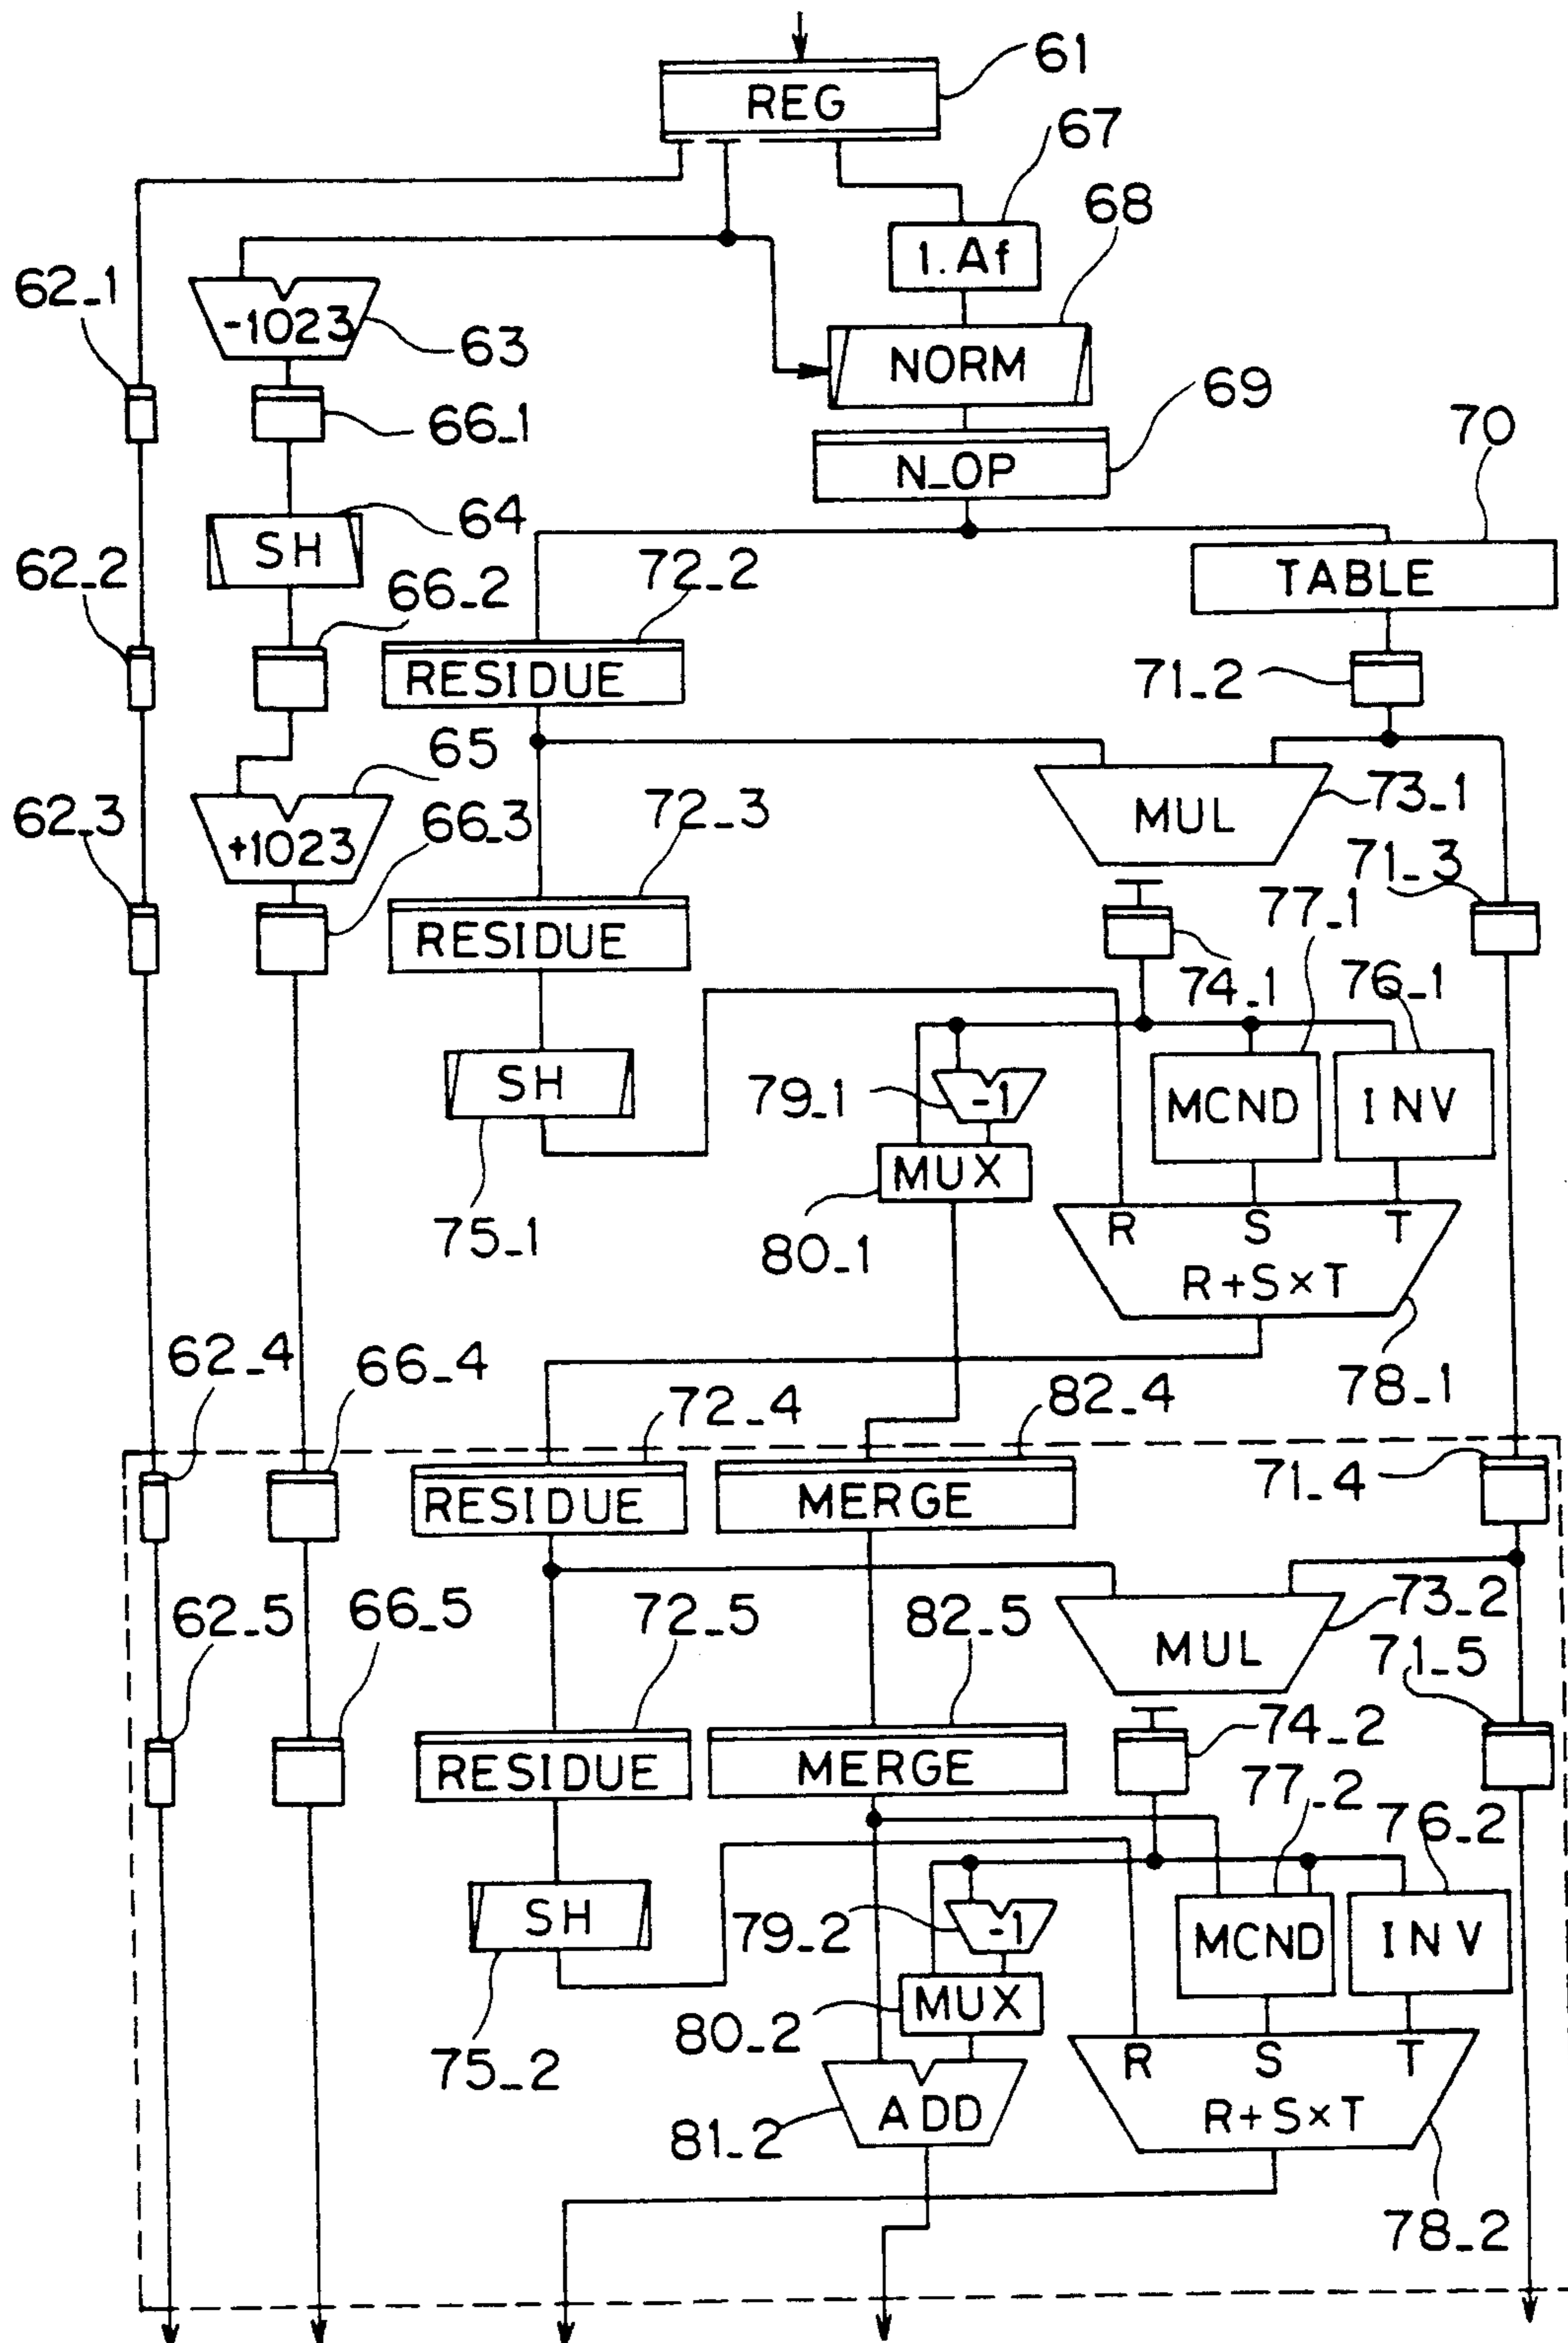 61
REG
67
68
1.Af
62_1
-1023
63
NORM
69
66_1
70
N_OP
64
SH
62_2
72_2
66_2
TABLE
RESIDUE
71_2
65
62_3
72_3
66_3
73_1
MUL
+1023
71_3
77_1
RESIDUE
74_1
76_1
SH
79_1
-1
MCND
INV
MUX
75_1
80_1
R S T
R+S×T
62_4
66_4
78_1
72_4
82_4
71_4
RESIDUE
MERGE
62_5
66_5
72_5
82_5
73_2
MUL
71_5
74_2
RESIDUE
MERGE
77_2
76_2
SH
79_2
-1
MCND
INV
MUX
80_2
75_2
R S T
ADD
R+S×T
81_2
78_2